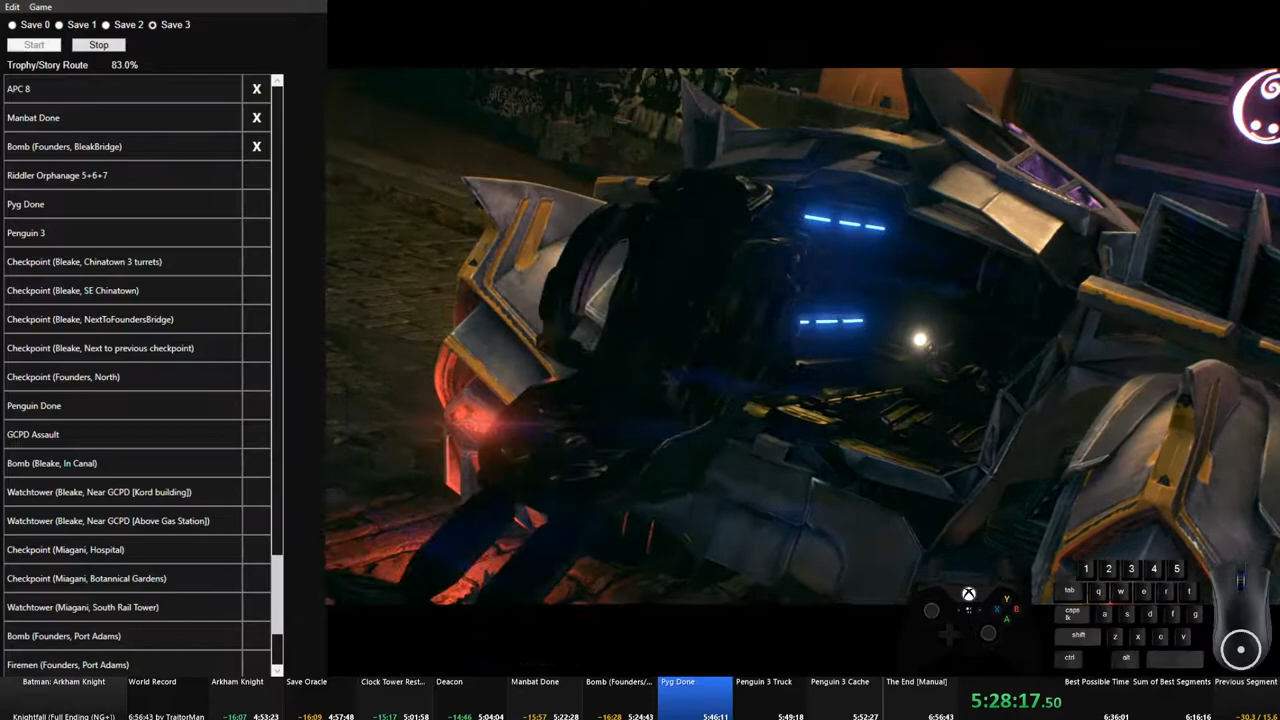 Edit Game
Save 0 Save 1 Save 2 Save 3
Start Stop
Trophy/Story Route 83.0%
APC 8 X
Manbat Done X
Bomb (Founders, BleakBridge) X
Riddler Orphanage 5+6+7
Pyg Done
Penguin 3
Checkpoint (Bleake, Chinatown 3 turrets)
Checkpoint (Bleake, SE Chinatown)
Checkpoint (Bleake, NextToFoundersBridge)
Checkpoint (Bleake, Next to previous checkpoint)
Checkpoint (Founders, North)
Penguin Done
GCPD Assault
Bomb (Bleake, In Canal)
Watchtower (Bleake, Near GCPD [Kord building])
Watchtower (Bleake, Near GCPD [Above Gas Station])
Checkpoint (Miagani, Hospital)
Checkpoint (Miagani, Botannical Gardens)
Watchtower (Miagani, South Rail Tower)
Bomb (Founders, Port Adams)
Firemen (Founders, Port Adams)
1 2 3 4 5
tab q w e r t
caps lk a s d f g
shift z x c v
ctrl alt
Y
X B
A
Batman: Arkham Knight World Record Arkham Knight Save Oracle Clock Tower Rest... Deacon Manbat Done Bomb (Founders/... Pyg Done Penguin 3 Truck Penguin 3 Cache The End [Manual] 5:28:17.50 Best Possible Time Sum of Best Segments Previous Segment
Knightfall (Full Ending (NG+)) 6:56:43 by TraitorMan -16:07 4:53:23 -16:09 4:57:48 -15:17 5:01:58 -14:46 5:04:04 -15:57 5:22:28 -16:28 5:24:43 5:46:11 5:49:18 5:52:27 6:56:43 6:36:01 6:16:16 -30.3 / 15.6